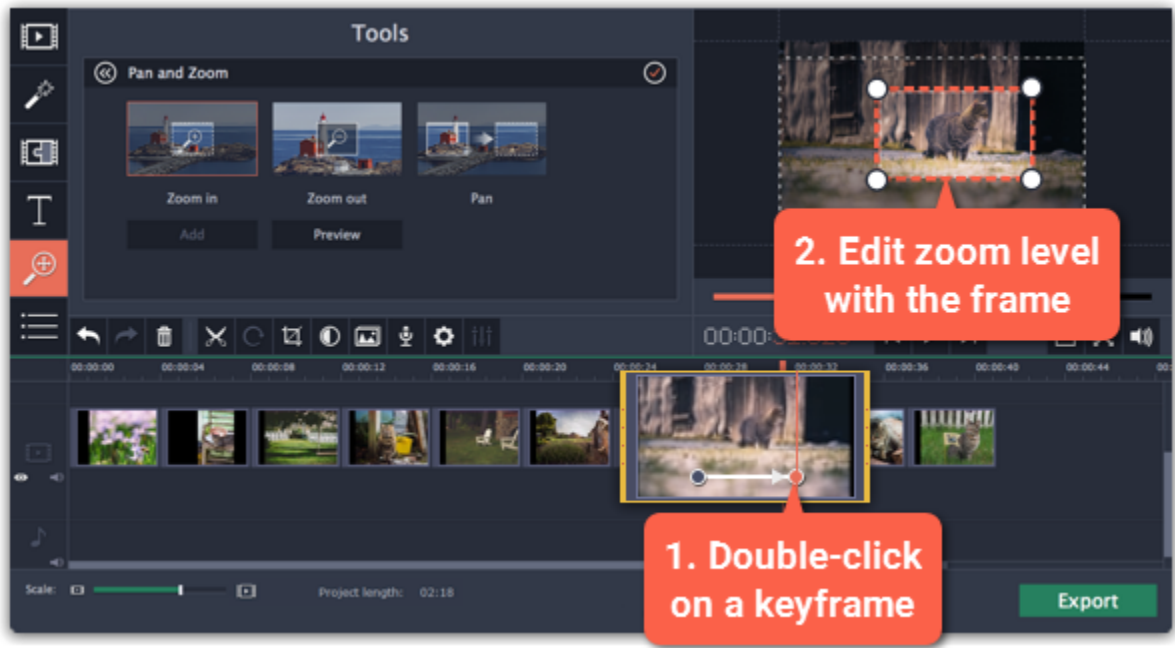 Tools
Pan and Zoom
Zoom in
Zoom out
Pan
Add
Preview
2. Edit zoom level
with the frame
00:00:00
00:00:04
00:00:08
00:00:12
00:00:16
00:00:20
00:00:24
00:00:28
00:00:32
00:00:36
00:00:40
00:00:44
1. Double-click
on a keyframe
Scale:
Project length: 02:18
Export